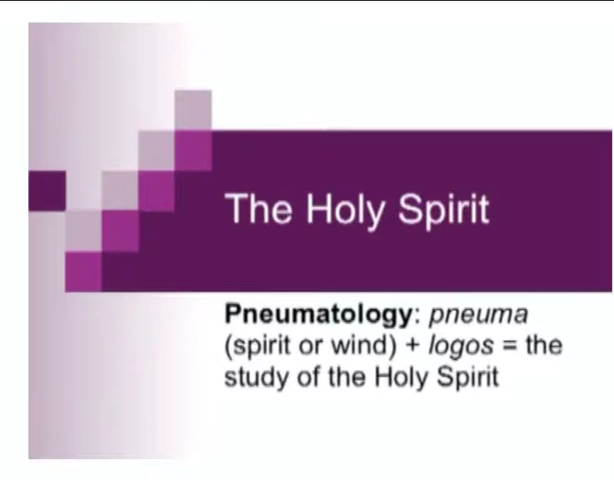 The Holy Spirit
Pneumatology: pneuma
(spirit or wind) + logos = the
study of the Holy Spirit